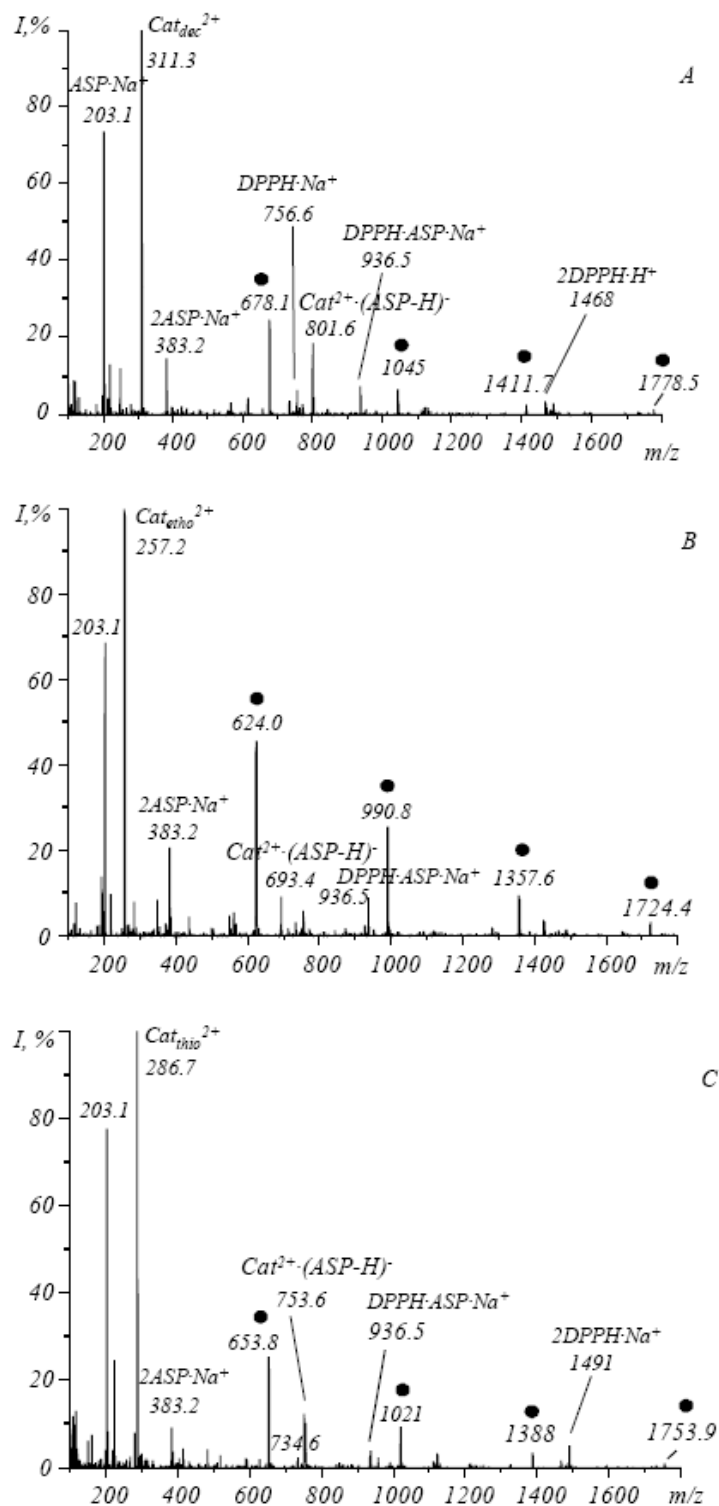 I,%
Cat_dec^2+
311.3
A
ASP·Na+
203.1
80
60
DPPH·Na+
756.6
DPPH·ASP·Na+
936.5
40
678.1
Cat^2+·(ASP-H)^-
801.6
2DPPH·H+
1468
20
2ASP·Na+
383.2
1045
1411.7
1778.5
0
200 400 600 800 1000 1200 1400 1600
m/z
I,%
Cat_etho^2+
257.2
B
80
203.1
60
624.0
40
990.8
2ASP·Na+
383.2
20
Cat^2+·(ASP-H)^-
693.4
DPPH·ASP·Na+
936.5
1357.6
1724.4
0
200 400 600 800 1000 1200 1400 1600
m/z
I, %
Cat_thio^2+
286.7
C
203.1
80
60
40
Cat^2+·(ASP-H)^-
753.6
DPPH·ASP·Na+
936.5
653.8
2DPPH·Na+
1491
20
2ASP·Na+
383.2
734.6
1021
1388
1753.9
0
200 400 600 800 1000 1200 1400 1600 m/z